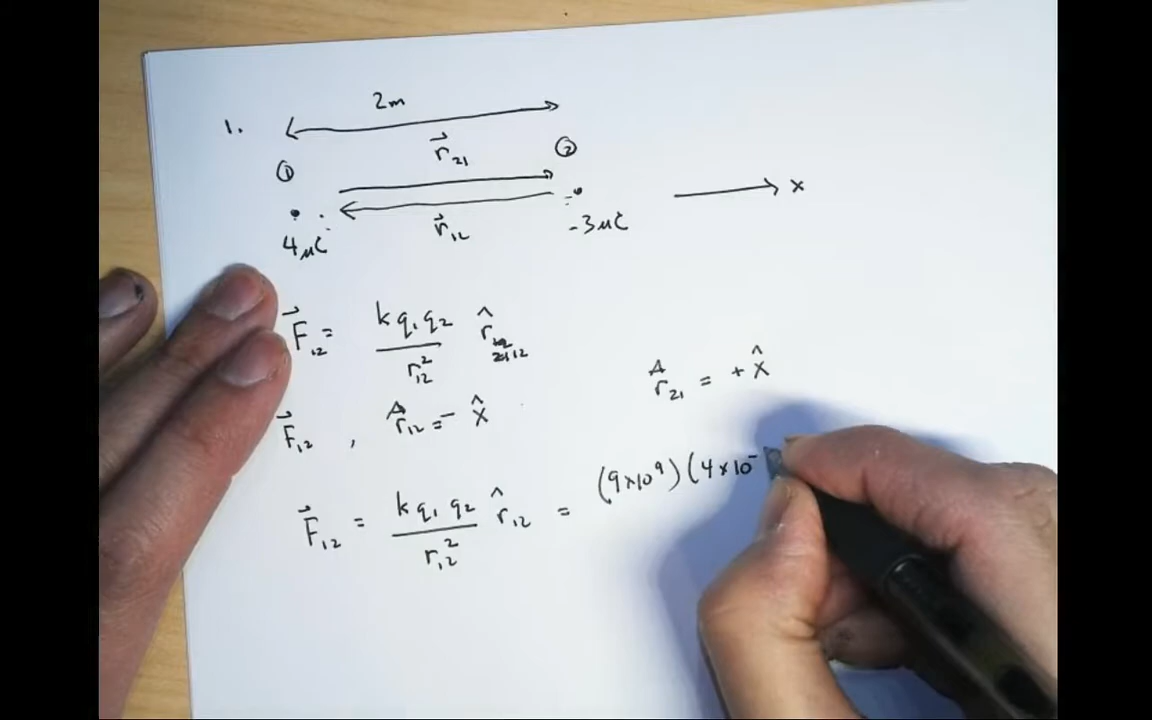 1.
2m
r⃗₂₁
① ②
r⃗₁₂
x
4μC -3μC
F⃗₁₂ = kq₁q₂ / r₁₂² r̂₁₂
r̂₂₁ = + x̂
F⃗₁₂ , r̂₁₂ = - x̂
F⃗₁₂ = kq₁q₂ / r₁₂² r̂₁₂ = (9×10⁹)(4×10⁻